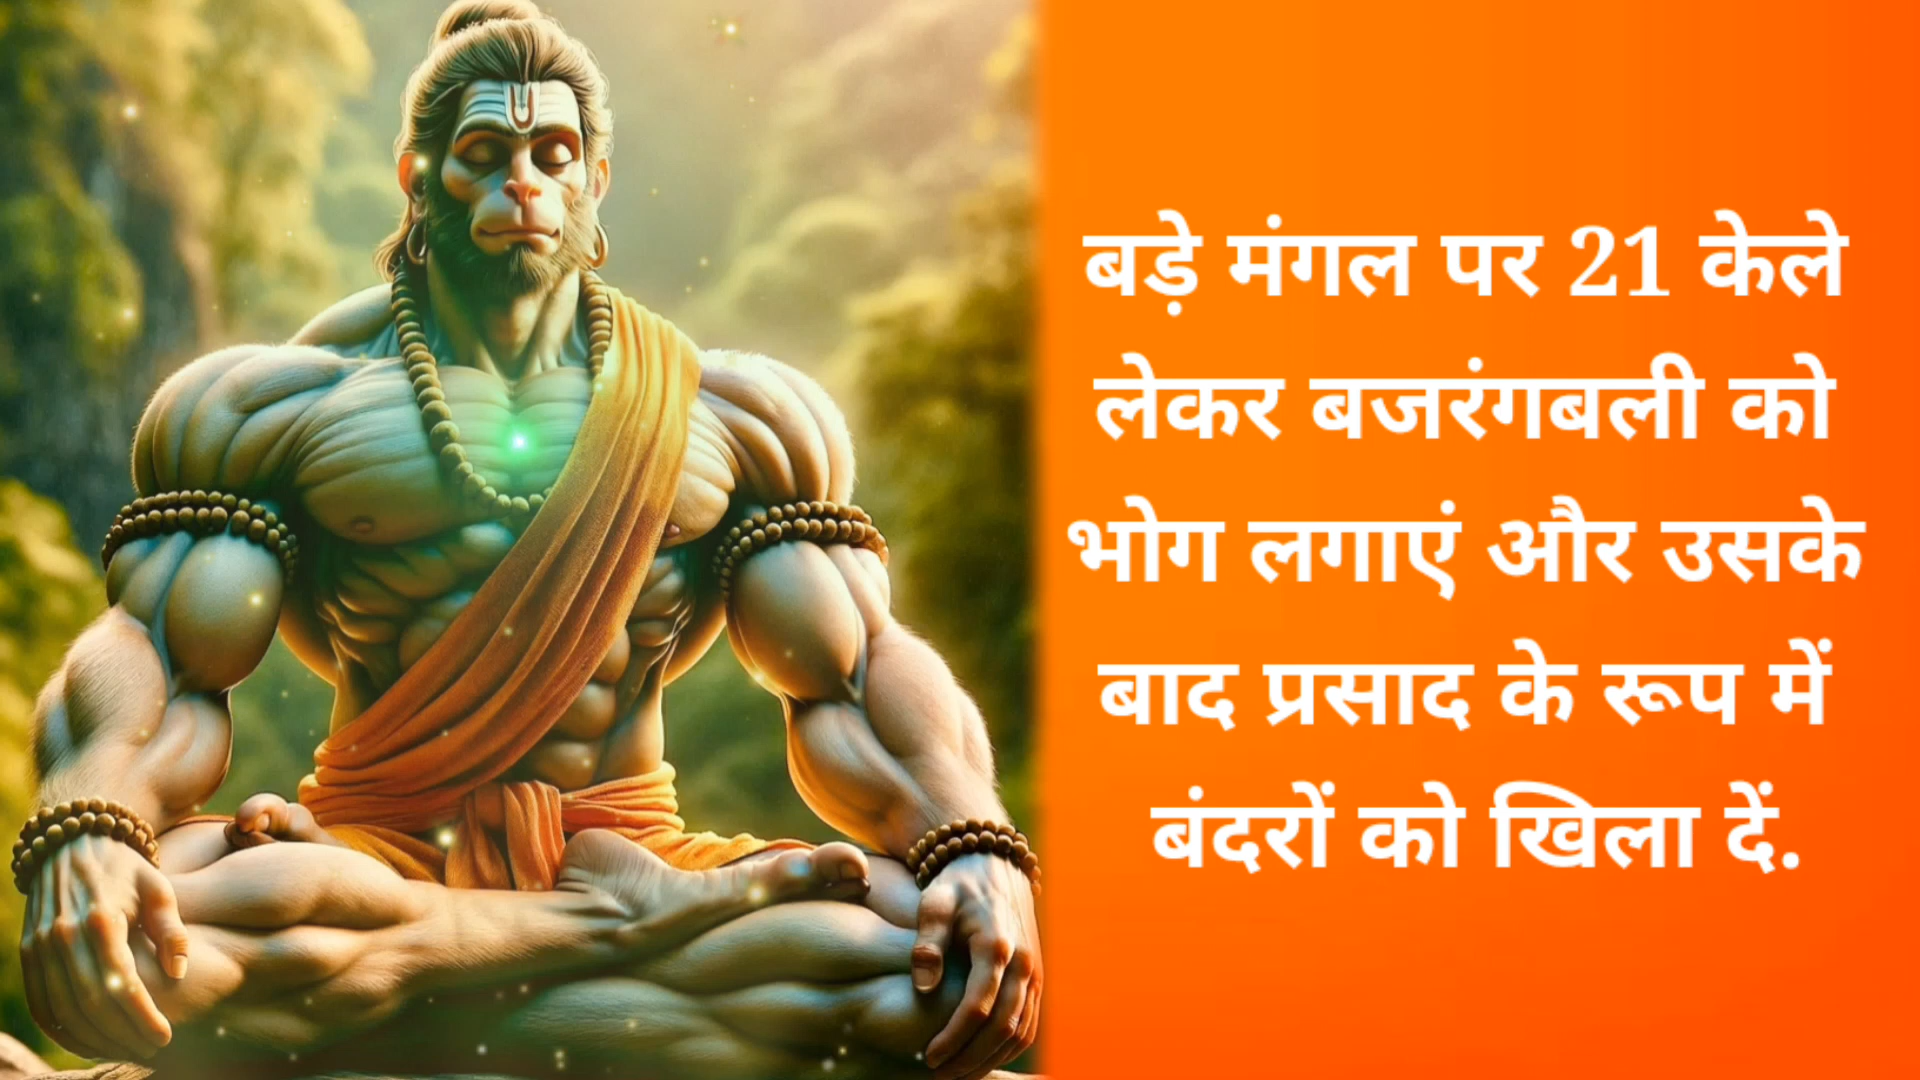 बड़े मंगल पर 21 केले
लेकर बजरंगबली को
भोग लगाएं और उसके
बाद प्रसाद के रूप में
बंदरों को खिला दें.